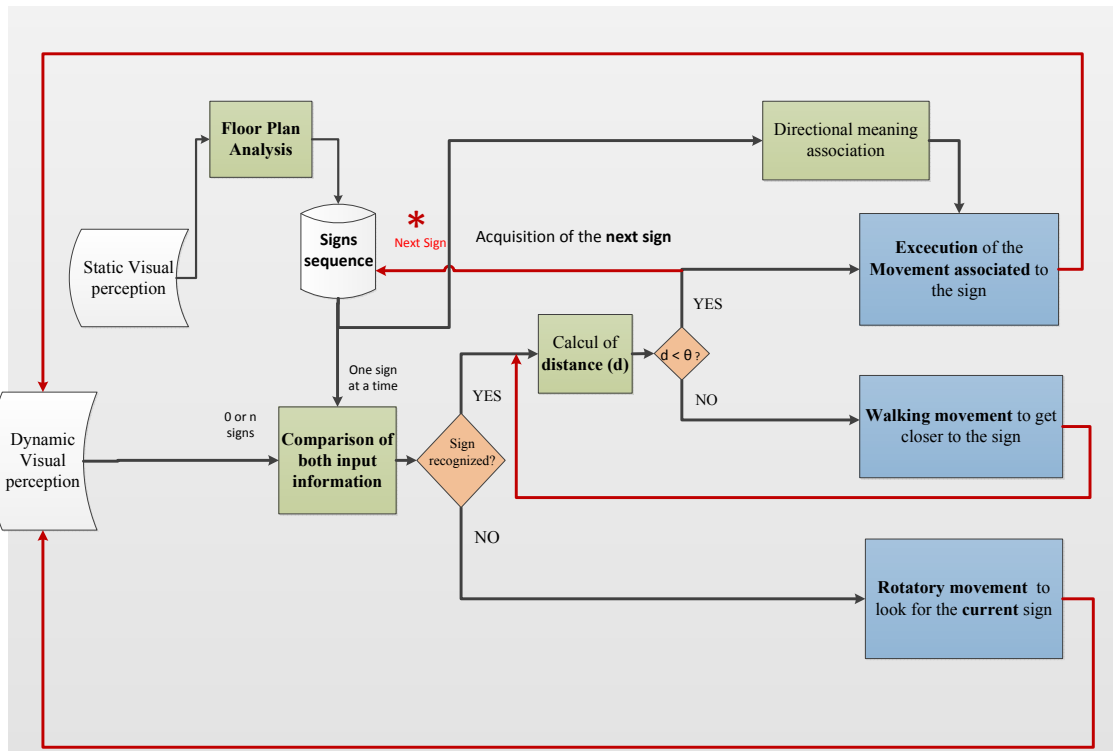 Floor Plan
Analysis
Directional meaning
association
Signs
sequence
*
Next Sign
Acquisition of the next sign
Excecution of the
Movement associated to
the sign
Static Visual
perception
YES
Calcul of
distance (d)
d < θ ?
One sign
at a time
YES
NO
Walking movement to get
closer to the sign
0 or n
signs
Dynamic
Visual
perception
Comparison of
both input
information
Sign
recognized?
NO
Rotatory movement to
look for the current sign